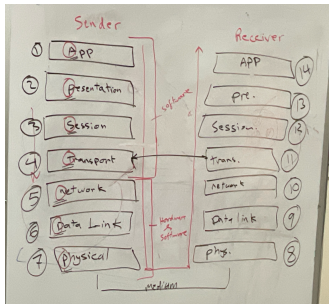 Sender
Receiver
1 App
2 presentation
3 Session
4 Transport
5 Network
6 Data Link
7 physical
software
Hardware
&
Software
APP 14
pre. 13
Session. 12
trans. 11
network 10
Data link 9
phys. 8
medium